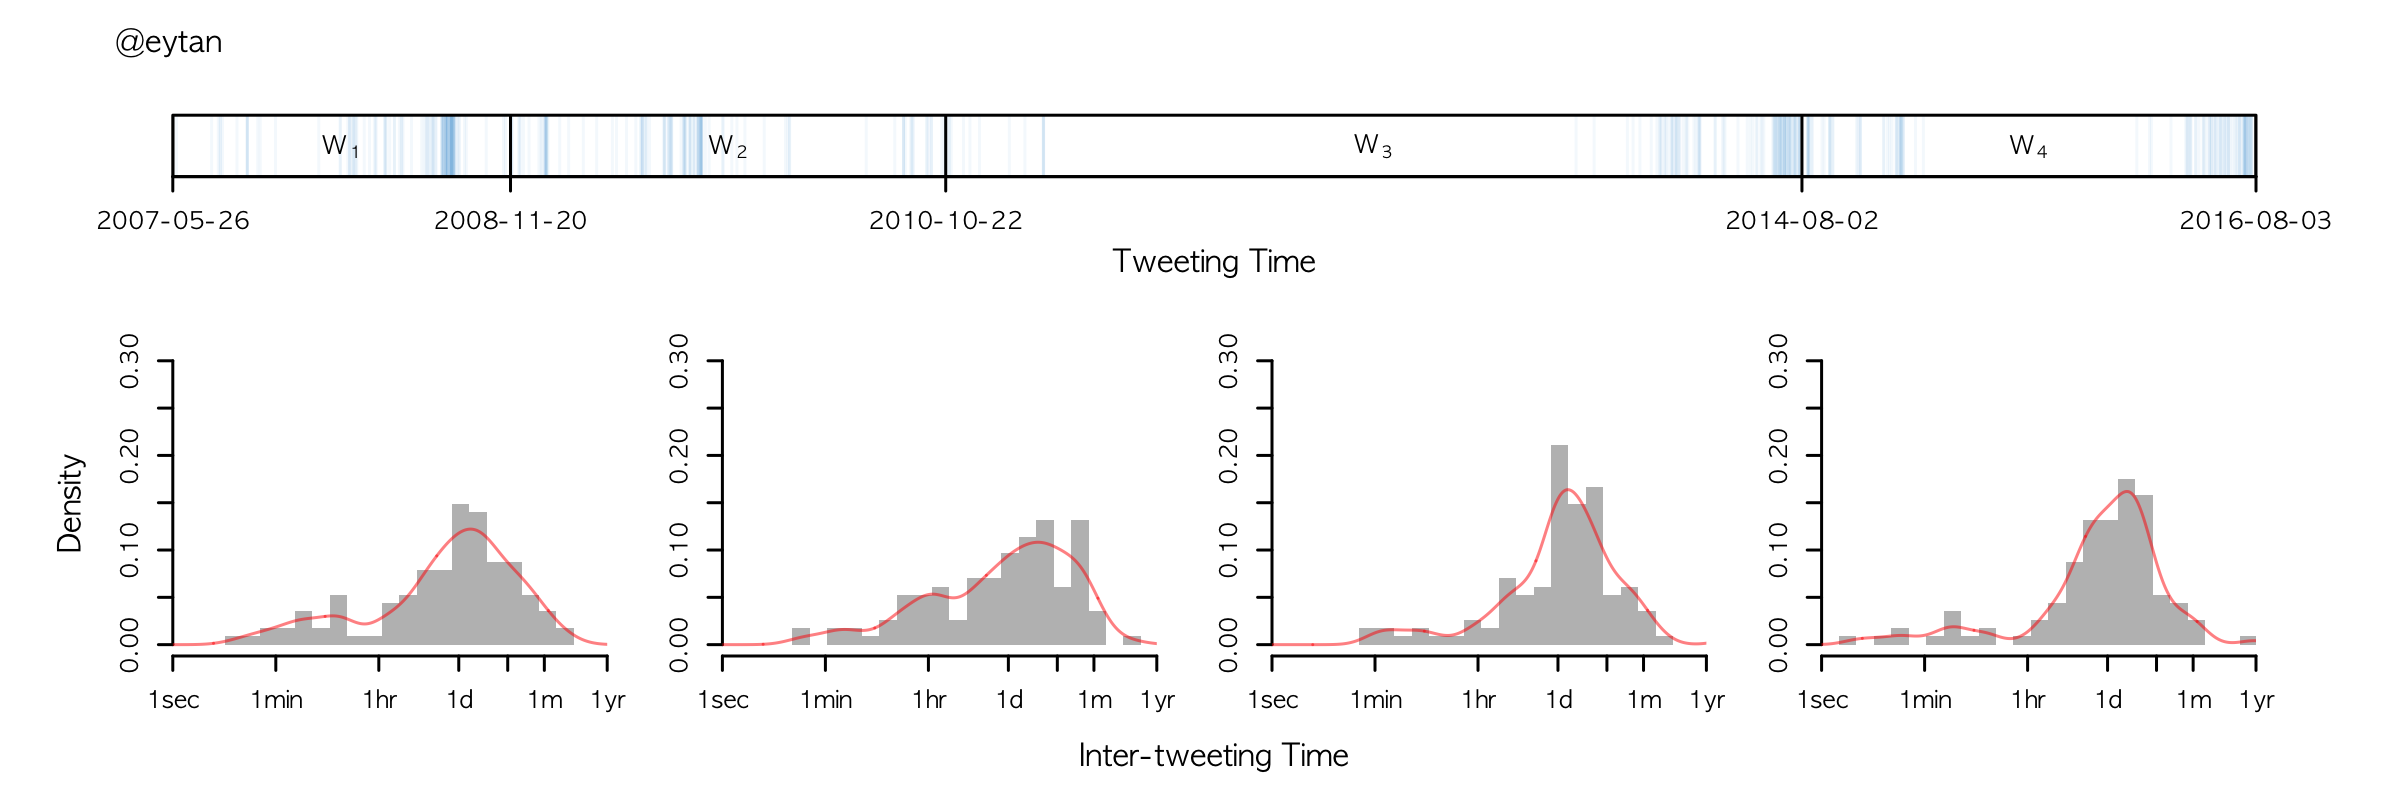 @eytan
W1 W2 W3 W4
2007-05-26 2008-11-20 2010-10-22 2014-08-02 2016-08-03
Tweeting Time
Density
0.00 0.10 0.20 0.30
1sec 1min 1hr 1d 1m 1yr
0.00 0.10 0.20 0.30
1sec 1min 1hr 1d 1m 1yr
0.00 0.10 0.20 0.30
1sec 1min 1hr 1d 1m 1yr
0.00 0.10 0.20 0.30
1sec 1min 1hr 1d 1m 1yr
Inter-tweeting Time